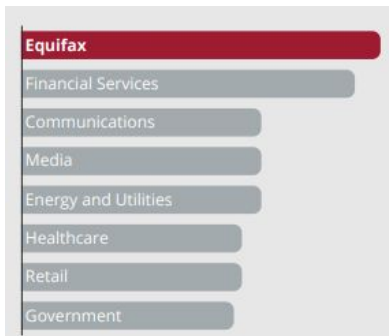 Equifax
Financial Services
Communications
Media
Energy and Utilities
Healthcare
Retail
Government